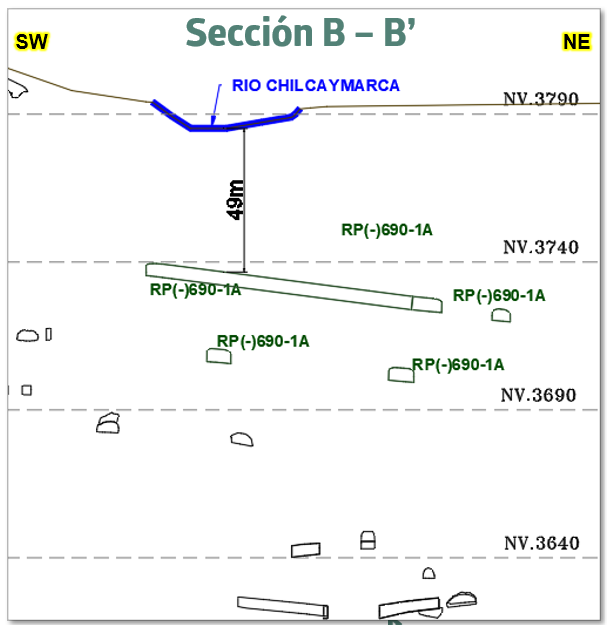 Sección B – B’
SW
NE
RIO CHILCAYMARCA
NV.3790
49m
RP(-)690-1A
NV.3740
RP(-)690-1A
RP(-)690-1A
RP(-)690-1A
RP(-)690-1A
NV.3690
NV.3640